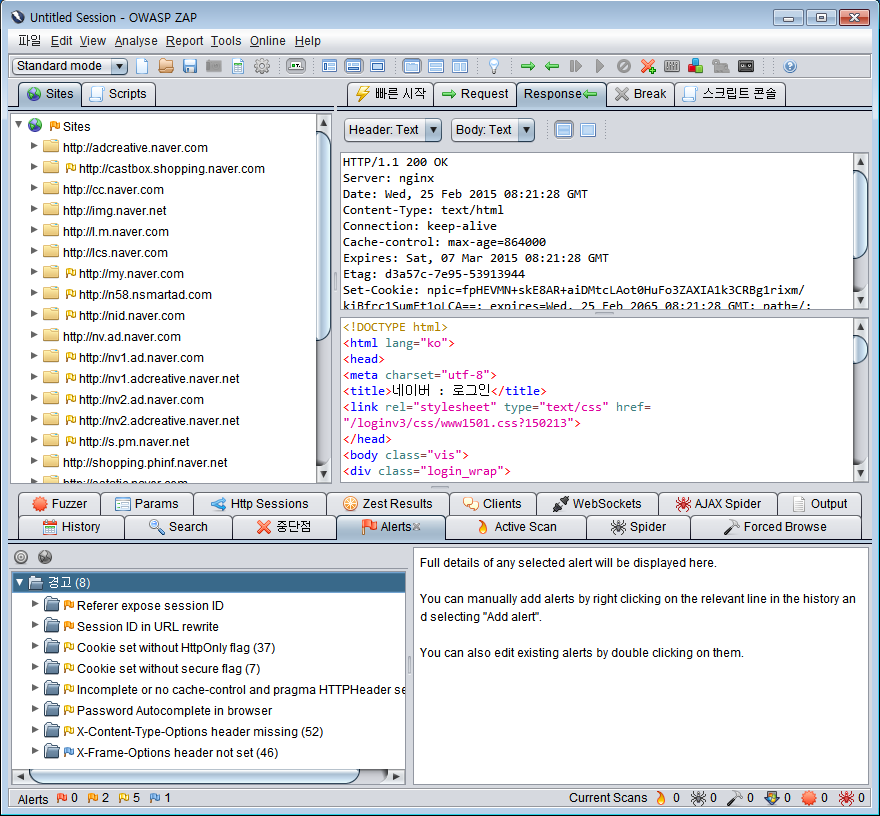 Untitled Session - OWASP ZAP
파일 Edit View Analyse Report Tools Online Help
Standard mode
Sites Scripts
Sites
http://adcreative.naver.com
http://castbox.shopping.naver.com
http://cc.naver.com
http://img.naver.net
http://l.m.naver.com
http://lcs.naver.com
http://my.naver.com
http://n58.nsmartad.com
http://nid.naver.com
http://nv.ad.naver.com
http://nv1.ad.naver.com
http://nv1.adcreative.naver.net
http://nv2.ad.naver.com
http://nv2.adcreative.naver.net
http://s.pm.naver.net
http://shopping.phinf.naver.net
빠른 시작 Request Response Break 스크립트 콘솔
Header: Text Body: Text
HTTP/1.1 200 OK
Server: nginx
Date: Wed, 25 Feb 2015 08:21:28 GMT
Content-Type: text/html
Connection: keep-alive
Cache-control: max-age=864000
Expires: Sat, 07 Mar 2015 08:21:28 GMT
Etag: d3a57c-7e95-53913944
Set-Cookie: npic=fpHEVMN+skE8AR+aiDMtcLAot0HuFo3ZAXIA1k3CRBg1rixm/
kiBfrc1SumEt1oLCA==; expires=Wed, 25 Feb 2065 08:21:28 GMT; path=/;
<!DOCTYPE html>
<html lang="ko">
<head>
<meta charset="utf-8">
<title>네이버 : 로그인</title>
<link rel="stylesheet" type="text/css" href=
"/loginv3/css/www1501.css?150213">
</head>
<body class="vis">
<div class="login_wrap">
Fuzzer Params Http Sessions Zest Results Clients WebSockets AJAX Spider Output
History Search 중단점 Alerts Active Scan Spider Forced Browse
경고 (8)
Referer expose session ID
Session ID in URL rewrite
Cookie set without HttpOnly flag (37)
Cookie set without secure flag (7)
Incomplete or no cache-control and pragma HTTPHeader se
Password Autocomplete in browser
X-Content-Type-Options header missing (52)
X-Frame-Options header not set (46)
Full details of any selected alert will be displayed here.
You can manually add alerts by right clicking on the relevant line in the history an
d selecting "Add alert".
You can also edit existing alerts by double clicking on them.
Alerts 0 2 5 1 Current Scans 0 0 0 0 0 0